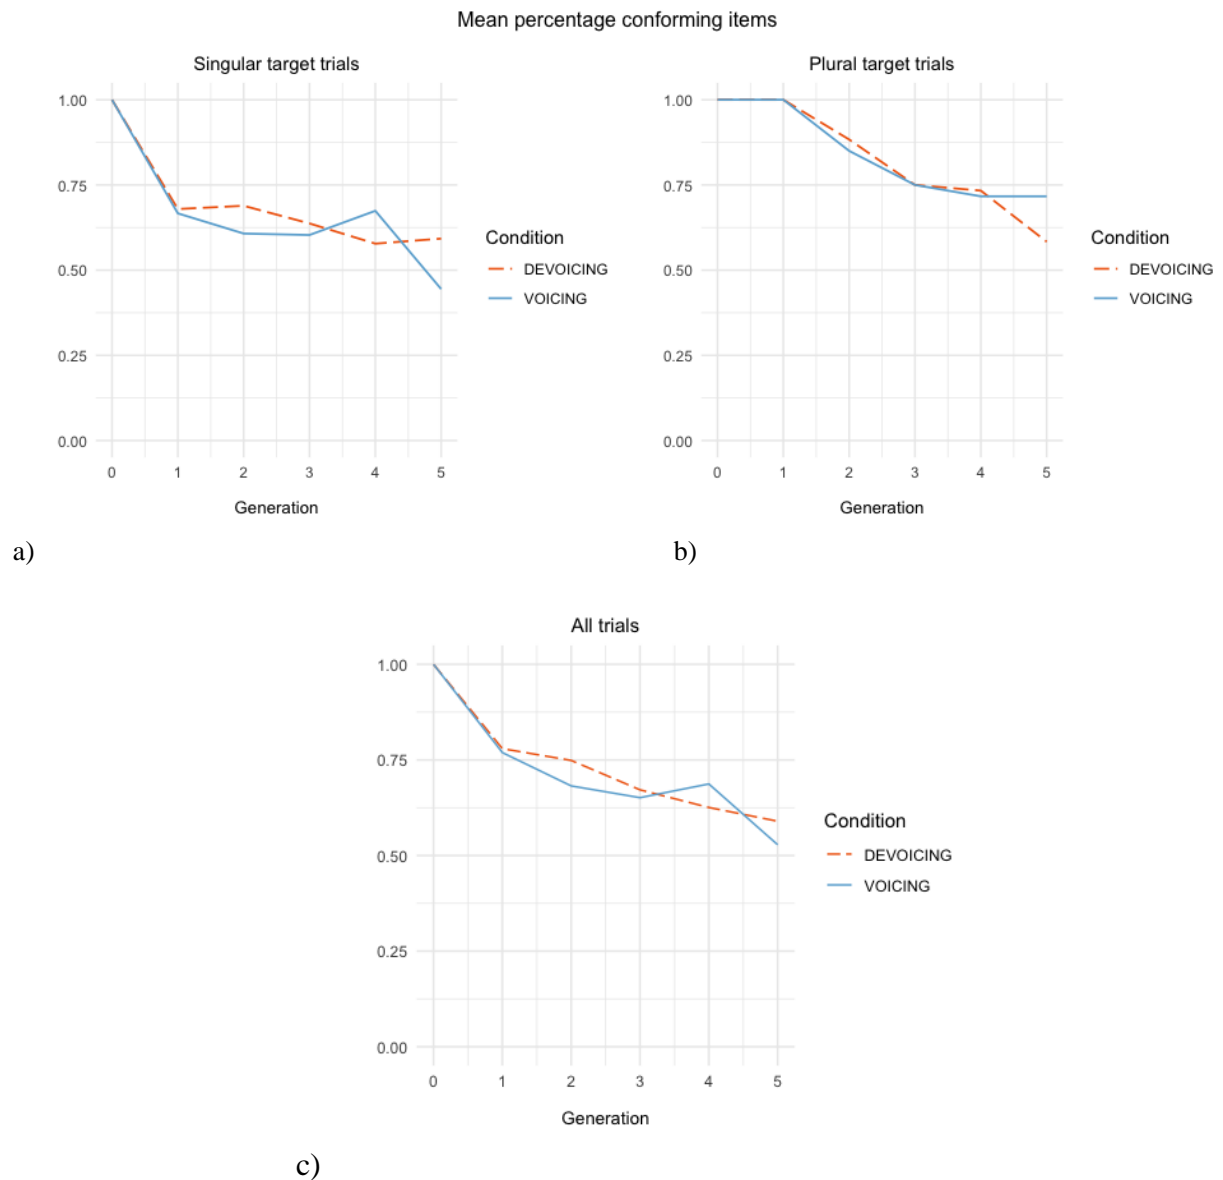 Mean percentage conforming items
Singular target trials
1.00
0.75
0.50
0.25
0.00
0 1 2 3 4 5
Generation
Condition
DEVOICING
VOICING
a)
Plural target trials
1.00
0.75
0.50
0.25
0.00
0 1 2 3 4 5
Generation
Condition
DEVOICING
VOICING
b)
All trials
1.00
0.75
0.50
0.25
0.00
0 1 2 3 4 5
Generation
Condition
DEVOICING
VOICING
c)